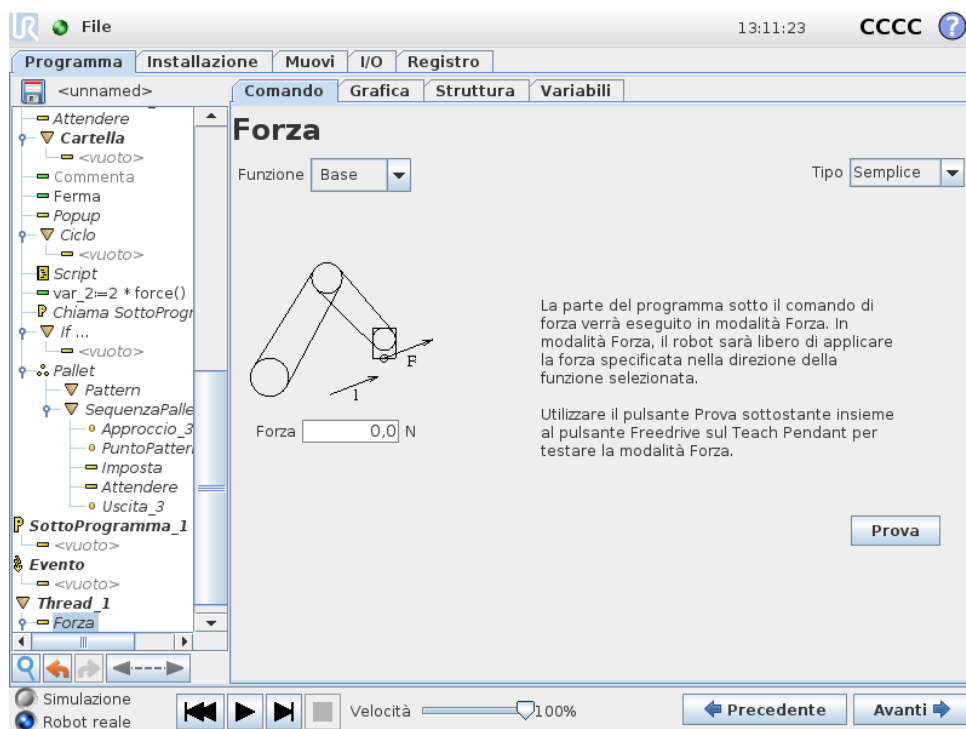 UR File 13:11:23 CCCC ?
Programma Installazione Muovi I/O Registro
<unnamed>
Comando Grafica Struttura Variabili
Attendere
Cartella
<vuoto>
Commenta
Ferma
Popup
Ciclo
<vuoto>
Script
var_2:=2 * force()
P Chiama SottoProgr
If ...
<vuoto>
Pallet
Pattern
SequenzaPalle
Approccio_3
PuntoPatter
Imposta
Attendere
Uscita_3
P SottoProgramma_1
<vuoto>
Evento
<vuoto>
Thread_1
Forza
Forza
Funzione Base
Tipo Semplice
F
1
Forza 0,0 N
La parte del programma sotto il comando di
forza verrà eseguito in modalità Forza. In
modalità Forza, il robot sarà libero di applicare
la forza specificata nella direzione della
funzione selezionata.
Utilizzare il pulsante Prova sottostante insieme
al pulsante Freedrive sul Teach Pendant per
testare la modalità Forza.
Prova
Simulazione
Robot reale
Velocità 100%
Precedente Avanti